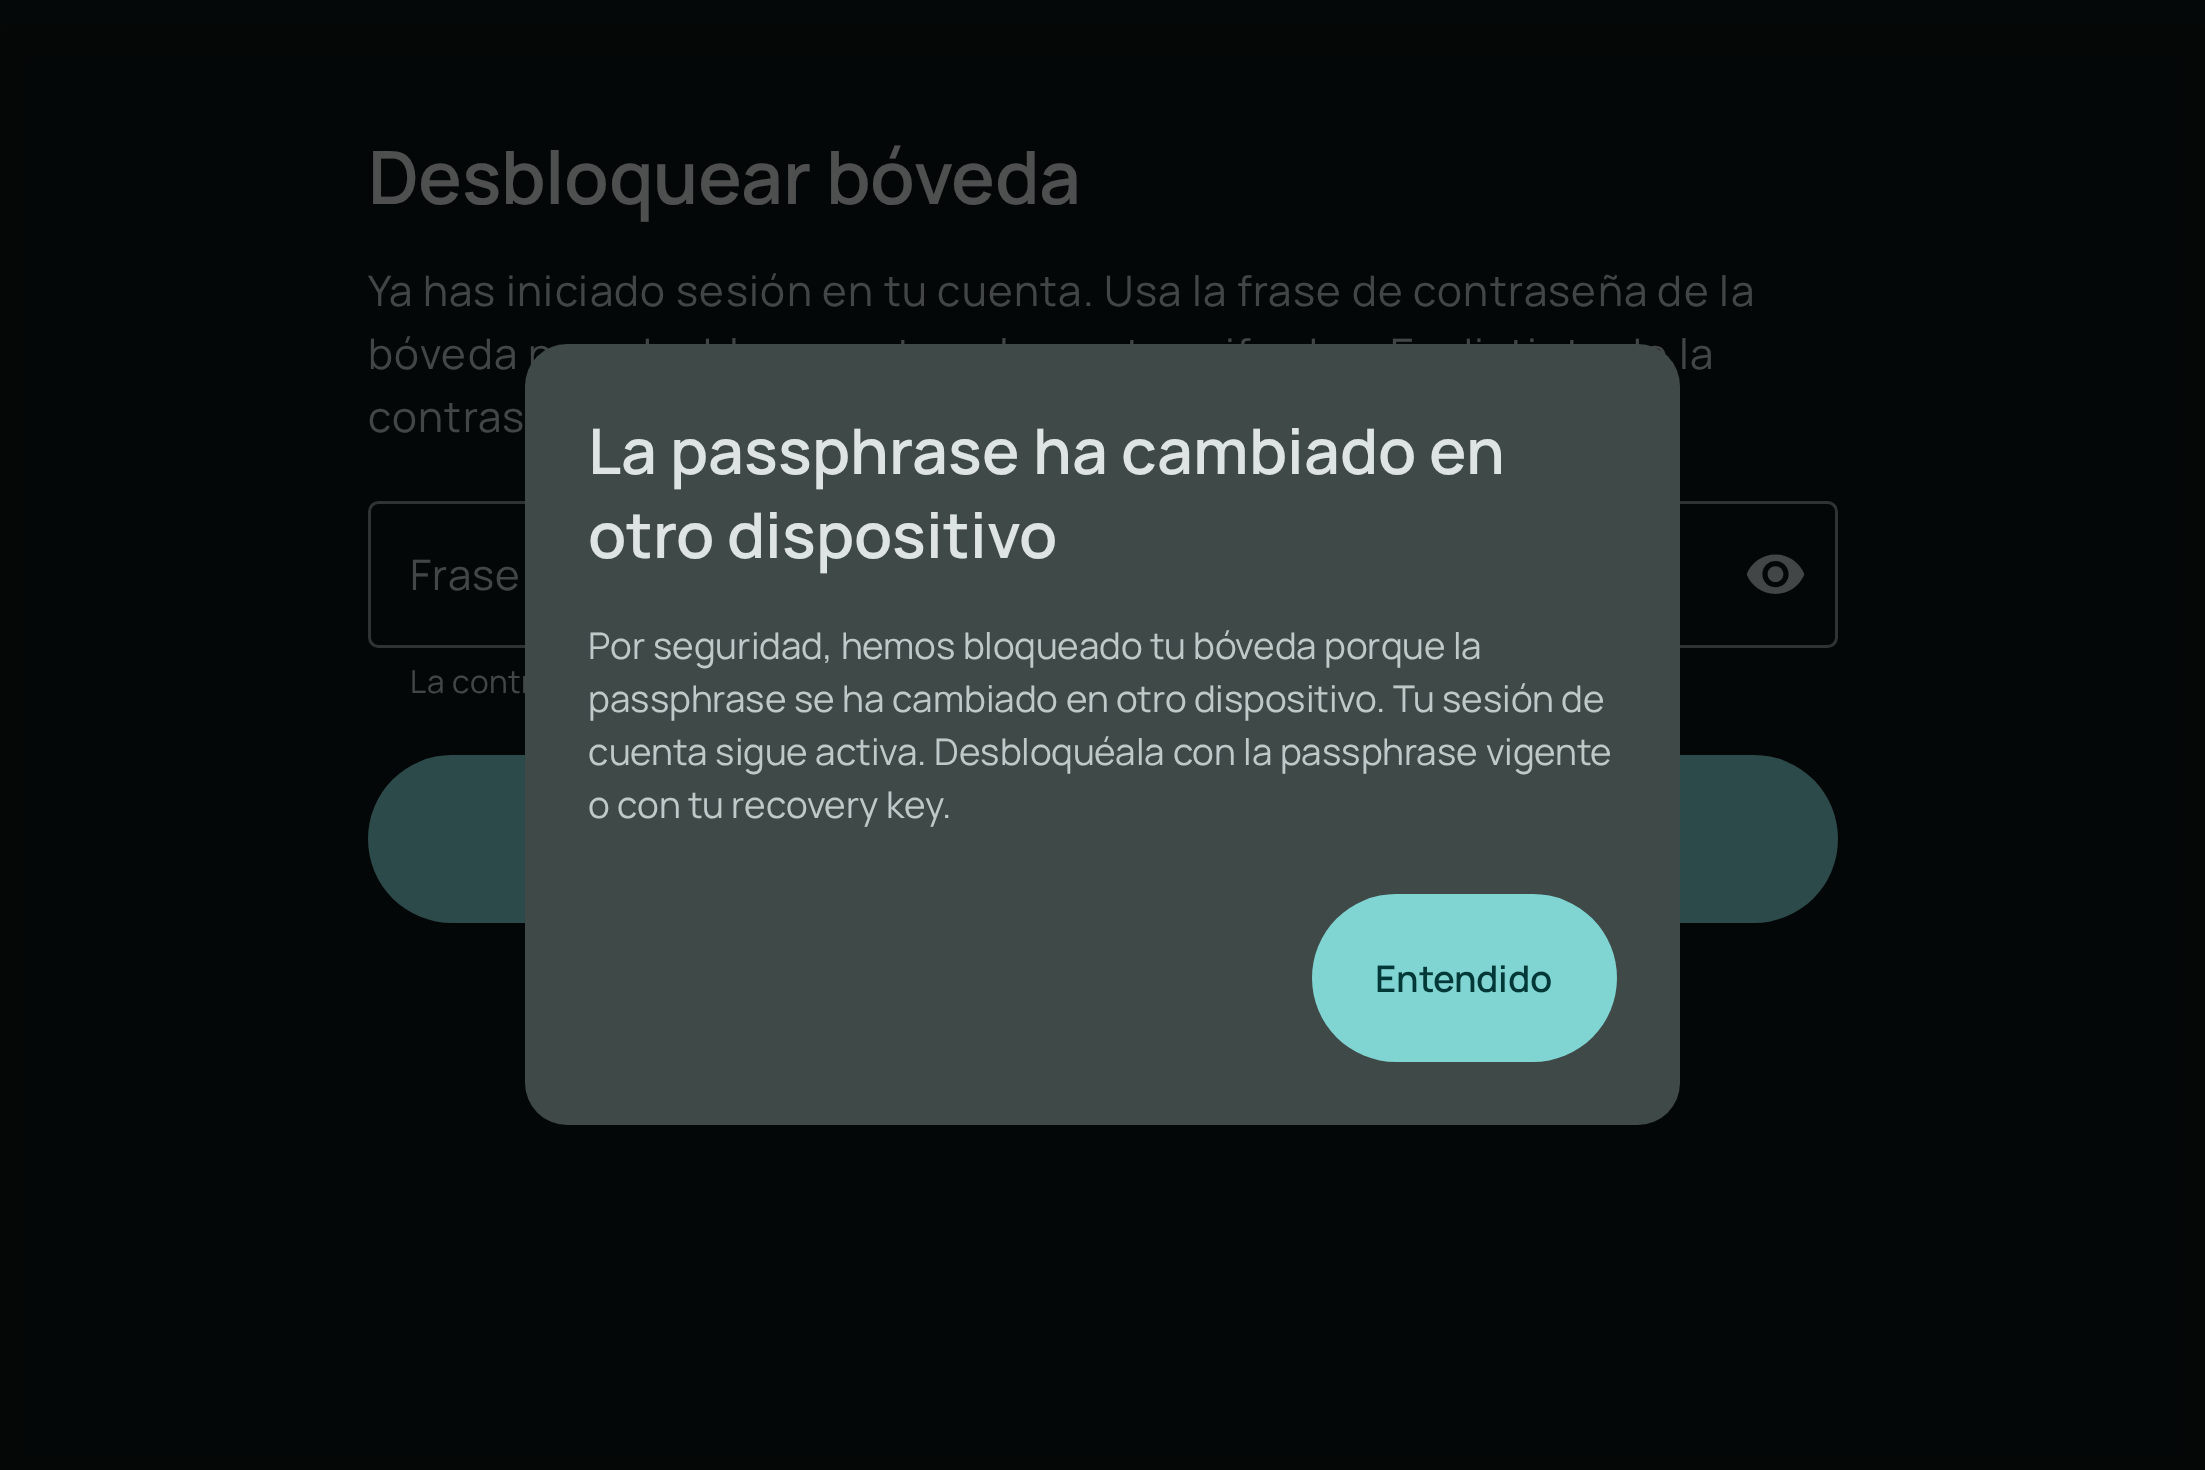 Desbloquear bóveda
Ya has iniciado sesión en tu cuenta. Usa la frase de contraseña de la
bóveda la
contras
La passphrase ha cambiado en
otro dispositivo
Frase
Por seguridad, hemos bloqueado tu bóveda porque la
La contr
passphrase se ha cambiado en otro dispositivo. Tu sesión de
cuenta sigue activa. Desbloquéala con la passphrase vigente
o con tu recovery key.
Entendido